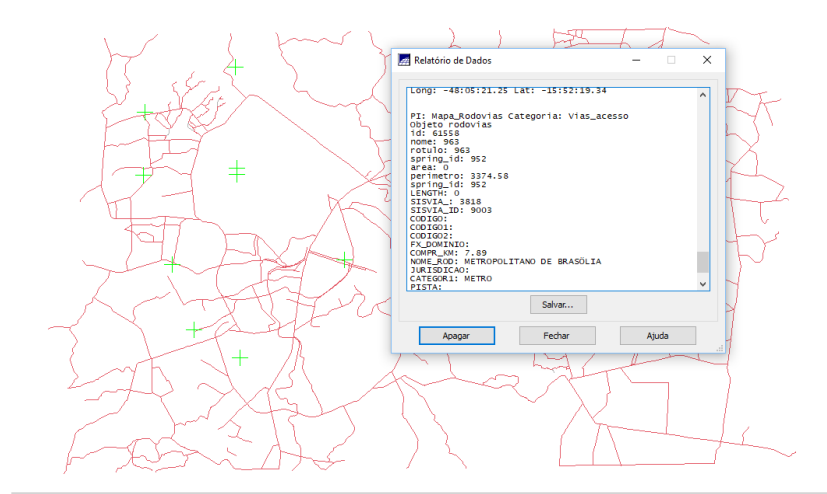 Relatório de Dados
Long: -48:05:21.25 Lat: -15:52:19.34
PI: Mapa_Rodovias Categoria: Vias_acesso
Objeto rodovias
id: 61558
nome: 963
rotulo: 963
spring_id: 952
area: 0
perimetro: 3374.58
spring_id: 952
LENGTH: 0
SISVIA_: 3818
SISVIA_ID: 9003
CODIGO:
CODIGO1:
CODIGO2:
FX_DOMINIO:
COMPR_KM: 7.89
NOME_ROD: METROPOLITANO DE BRASÖLIA
JURISDICAO:
CATEGOR1: METRO
PISTA:
Salvar...
Apagar Fechar Ajuda